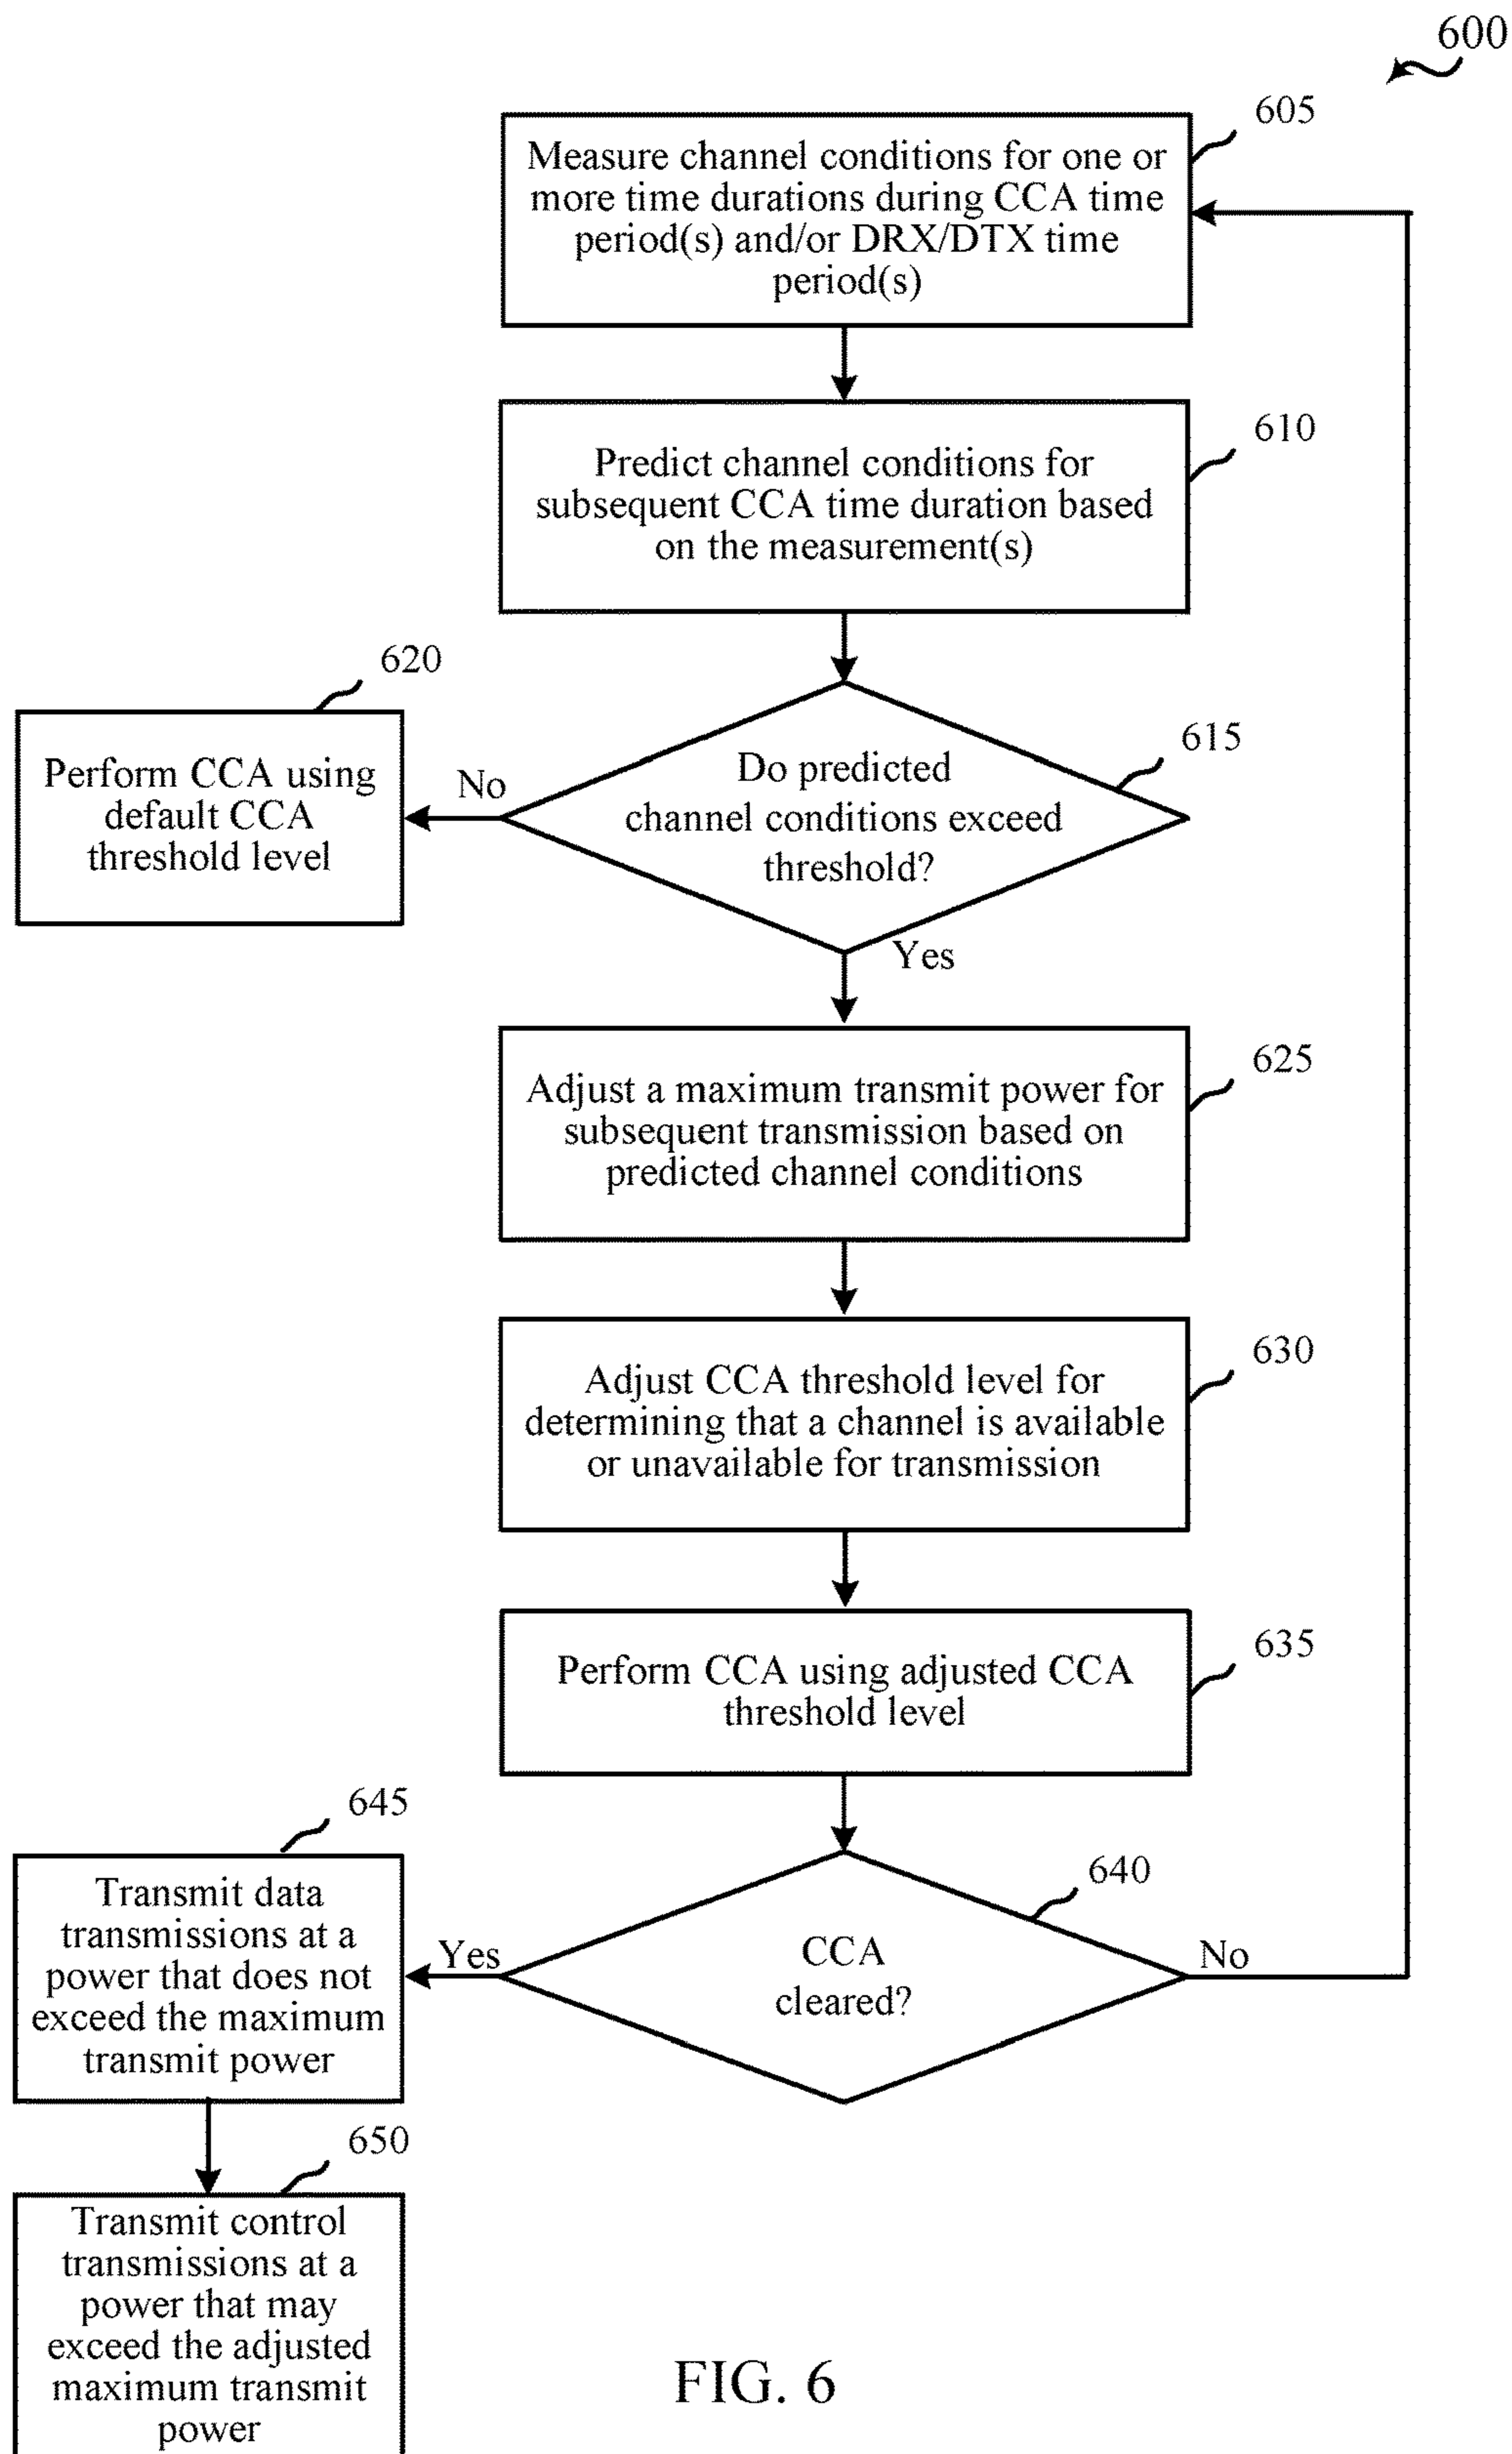 600
605
Measure channel conditions for one or
more time durations during CCA time
period(s) and/or DRX/DTX time
period(s)
610
Predict channel conditions for
subsequent CCA time duration based
on the measurement(s)
620
Perform CCA using
default CCA
threshold level
No
615
Do predicted
channel conditions exceed
threshold?
Yes
625
Adjust a maximum transmit power for
subsequent transmission based on
predicted channel conditions
630
Adjust CCA threshold level for
determining that a channel is available
or unavailable for transmission
635
Perform CCA using adjusted CCA
threshold level
645
Transmit data
transmissions at a
power that does not
exceed the maximum
transmit power
Yes
640
CCA
cleared?
No
650
Transmit control
transmissions at a
power that may
exceed the adjusted
maximum transmit
power
FIG. 6